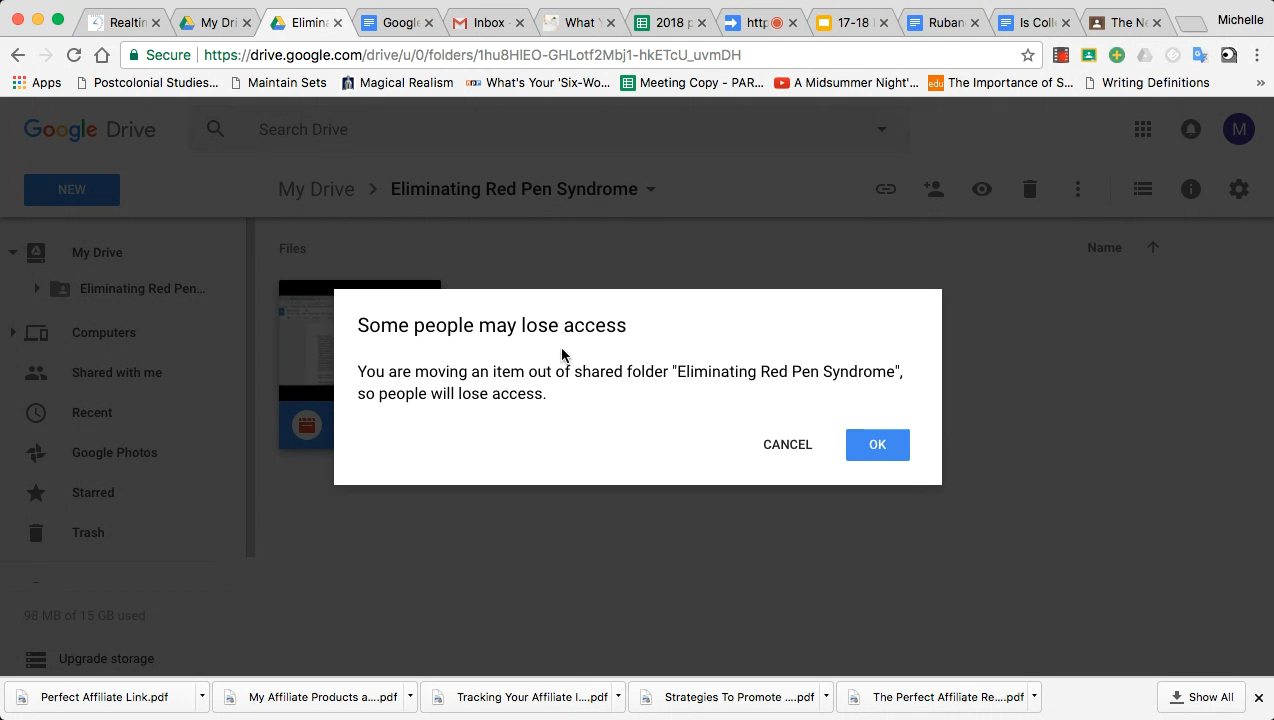 Realtin
My Dri
Elimina
Google
Inbox -
What Y
2018 p
http
17-18 I
Ruban
Is Colle
The Ne
Michelle
Secure
https://drive.google.com/drive/u/0/folders/1hu8HIEO-GHLotf2Mbj1-hkETcU_uvmDH
Apps
Postcolonial Studies...
Maintain Sets
Magical Realism
What's Your 'Six-Wo...
Meeting Copy - PAR...
A Midsummer Night'...
edu
The Importance of S...
Writing Definitions
»
Google Drive
Search Drive
M
NEW
My Drive > Eliminating Red Pen Syndrome
My Drive
Eliminating Red Pen...
Computers
Shared with me
Recent
Google Photos
Starred
Trash
98 MB of 15 GB used
Upgrade storage
Files
Name
Some people may lose access
You are moving an item out of shared folder "Eliminating Red Pen Syndrome",
so people will lose access.
CANCEL
OK
Perfect Affiliate Link.pdf
My Affiliate Products a....pdf
Tracking Your Affiliate I....pdf
Strategies To Promote ....pdf
The Perfect Affiliate Re....pdf
Show All